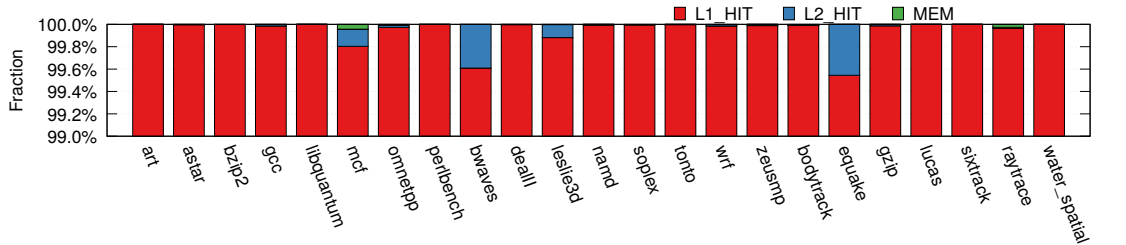 L1_HIT L2_HIT MEM
Fraction
100.0%
99.8%
99.6%
99.4%
99.2%
99.0%
art
astar
bzip2
gcc
libquantum
mcf
omnetpp
perlbench
bwaves
dealII
leslie3d
namd
soplex
tonto
wrf
zeusmp
bodytrack
equake
gzip
lucas
sixtrack
raytrace
water_spatial